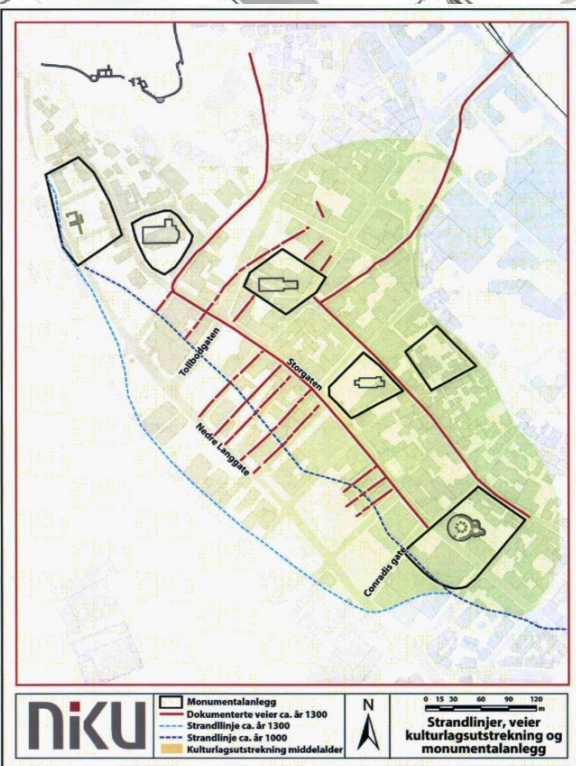 Tollbodgaten
Storgaten
Nedre Langgate
Conradis gate
NIKU
Monumentalanlegg
Dokumenterte veier ca. år 1300
Strandllinje ca. år 1300
Strandlinje ca. år 1000
Kulturlagsutstrekning middelalder
N
0 15 30 60 90 120
m
Strandlinjer, veier
kulturlagsutstrekning og
monumentalanlegg